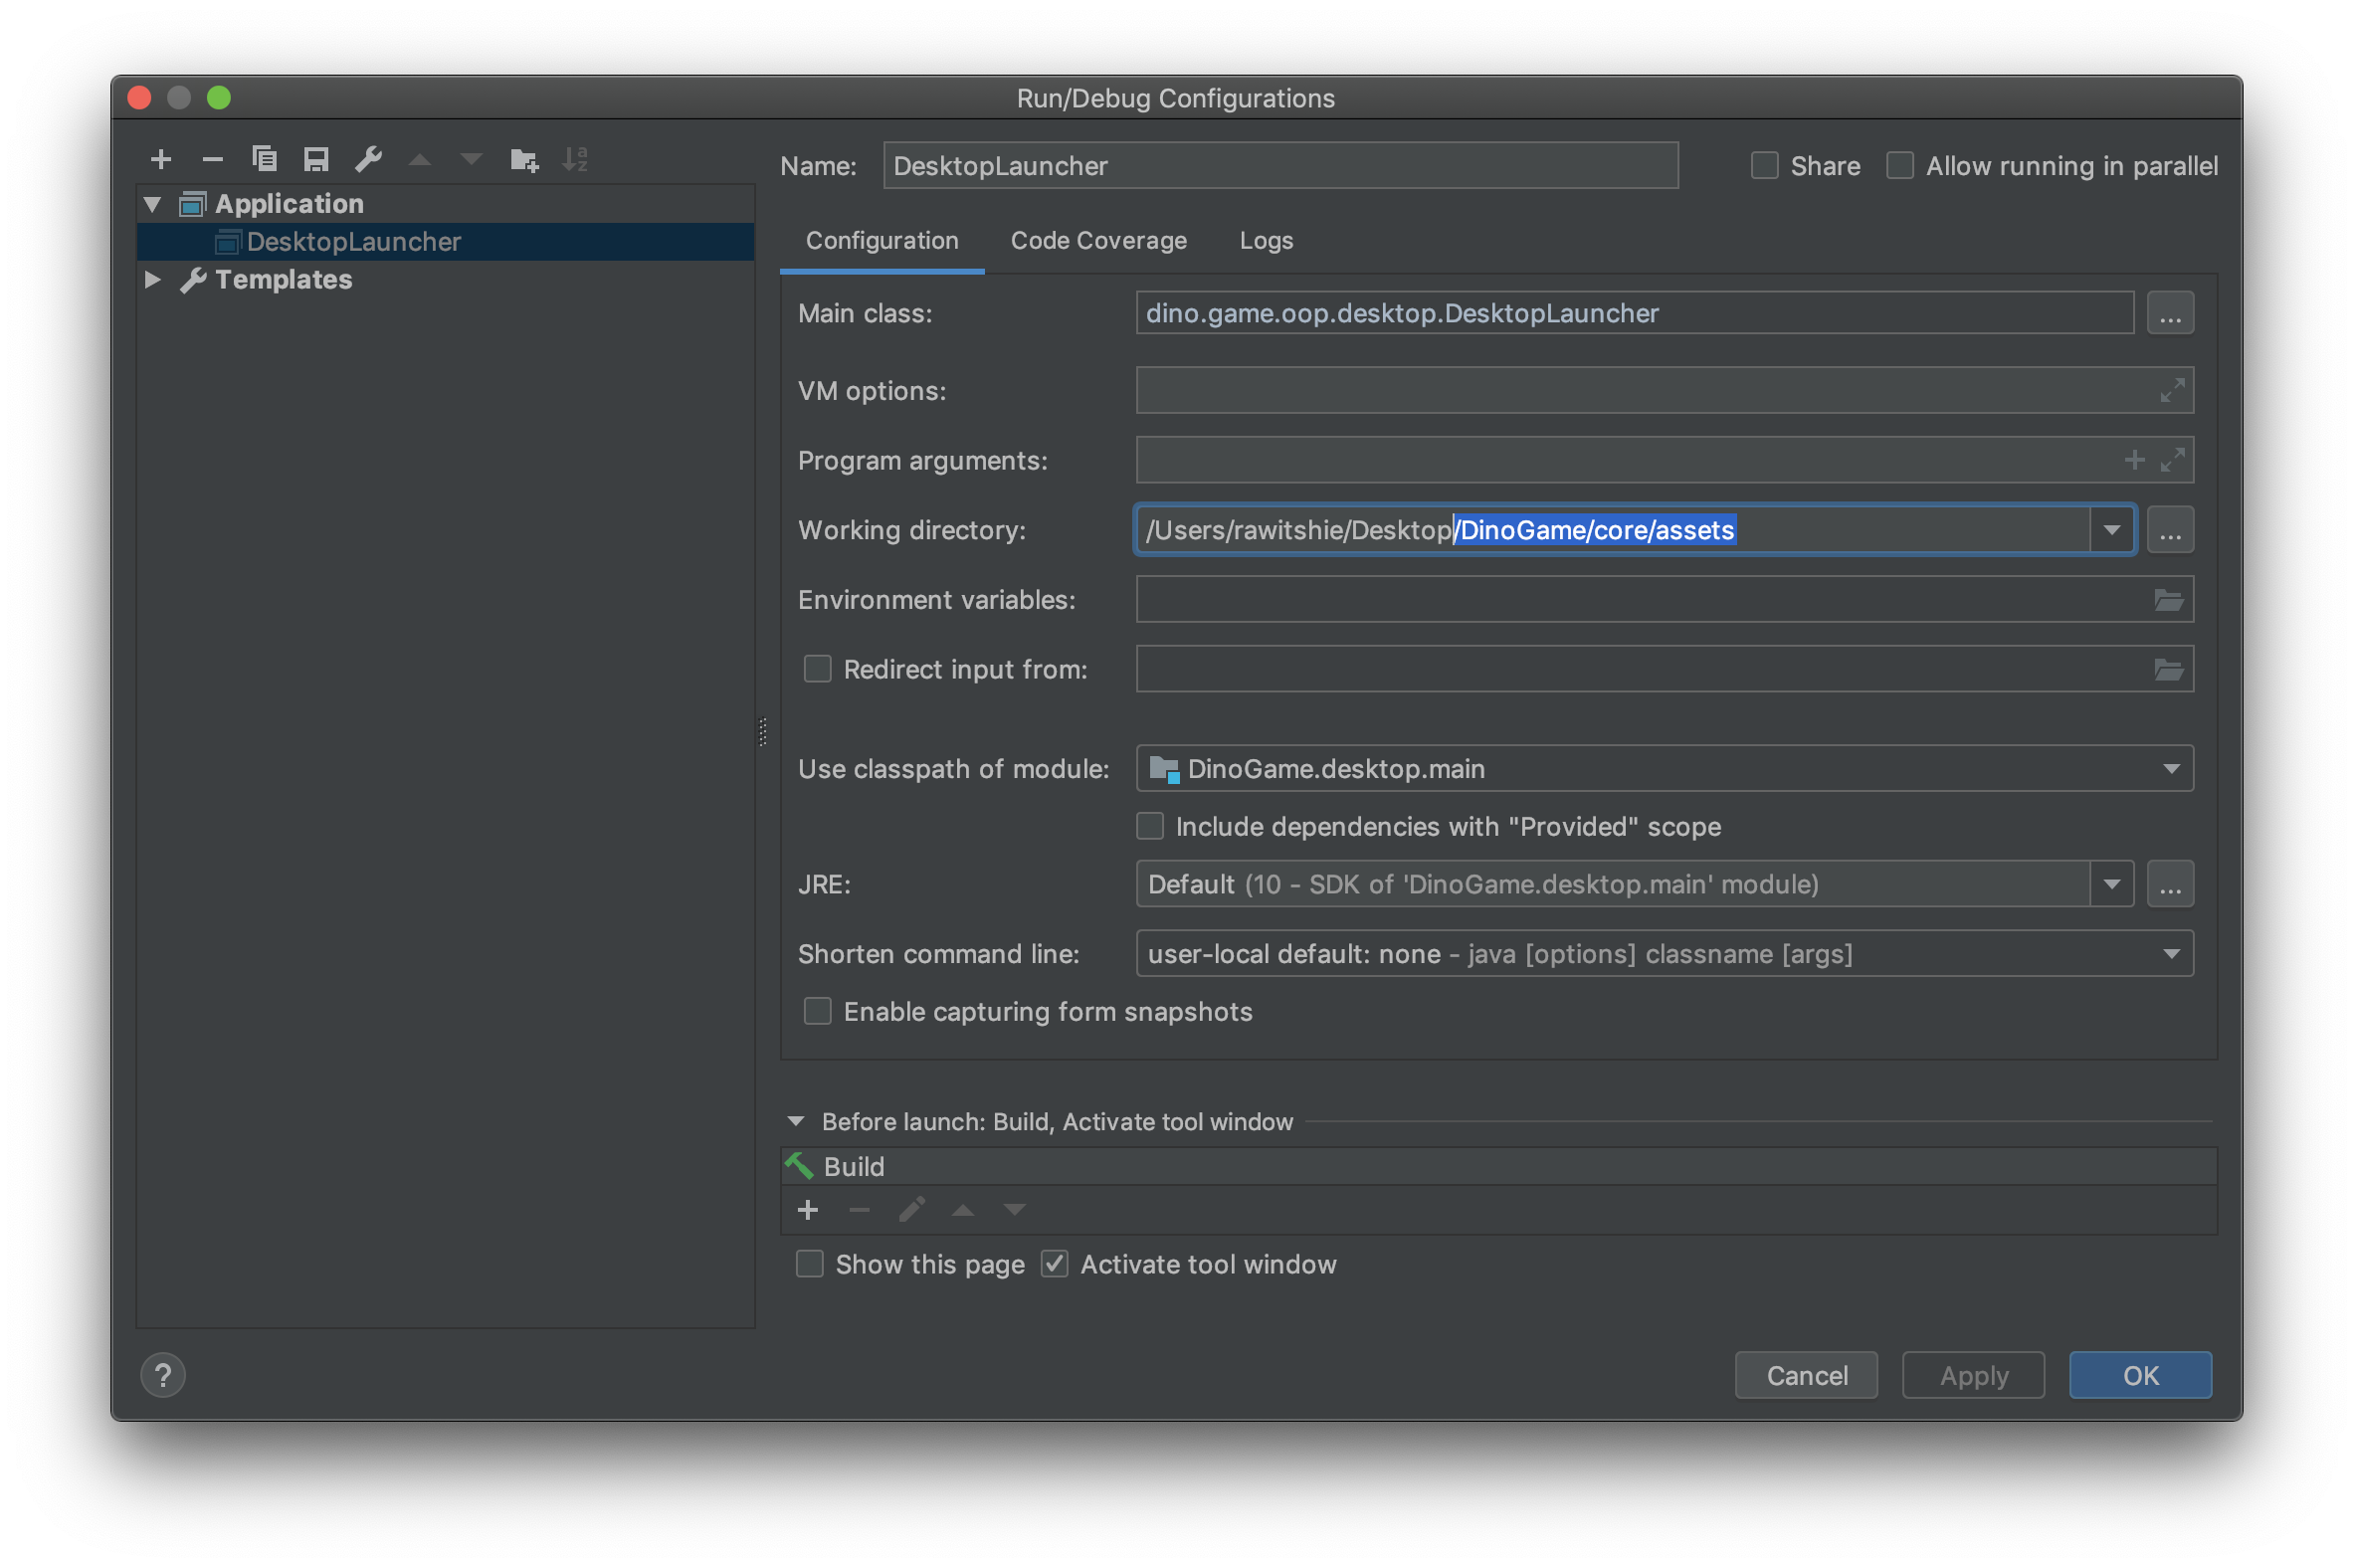 Run/Debug Configurations
Name: DesktopLauncher Share Allow running in parallel
Application
DesktopLauncher
Templates
Configuration Code Coverage Logs
Main class: dino.game.oop.desktop.DesktopLauncher ...
VM options:
Program arguments:
Working directory: /Users/rawitshie/Desktop/DinoGame/core/assets ...
Environment variables:
Redirect input from:
Use classpath of module: DinoGame.desktop.main
Include dependencies with "Provided" scope
JRE: Default (10 - SDK of 'DinoGame.desktop.main' module) ...
Shorten command line: user-local default: none - java [options] classname [args]
Enable capturing form snapshots
Before launch: Build, Activate tool window
Build
Show this page Activate tool window
? Cancel Apply OK